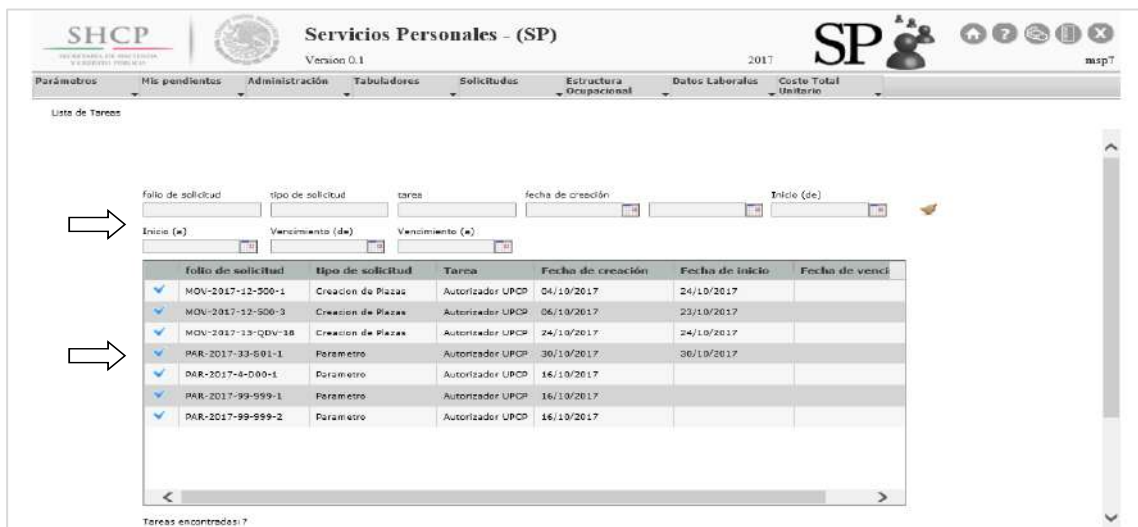 SHCP
SECRETARÍA DE HACIENDA
Y CRÉDITO PÚBLICO
Servicios Personales - (SP)
Version 0.1
2017
SP
msp7
Parámetros Mis pendientes Administración Tabuladores Solicitudes Estructura Ocupacional Datos Laborales Costo Total Unitario
Lista de Tareas
folio de solicitud tipo de solicitud tarea fecha de creación Inicio (de)
Inicio (a) Vencimiento (de) Vencimiento (a)
folio de solicitud tipo de solicitud Tarea Fecha de creación Fecha de inicio Fecha de venci
MOV-2017-12-500-1 Creacion de Plazas Autorizador UPCP 04/10/2017 24/10/2017
MOV-2017-12-500-3 Creacion de Plazas Autorizador UPCP 06/10/2017 23/10/2017
MOV-2017-13-QDV-16 Creacion de Plazas Autorizador UPCP 24/10/2017 24/10/2017
PAR-2017-33-S01-1 Parametro Autorizador UPCP 30/10/2017 30/10/2017
PAR-2017-4-D00-1 Parametro Autorizador UPCP 16/10/2017
PAR-2017-99-999-1 Parametro Autorizador UPCP 16/10/2017
PAR-2017-99-999-2 Parametro Autorizador UPCP 16/10/2017
Tareas encontradas: 7